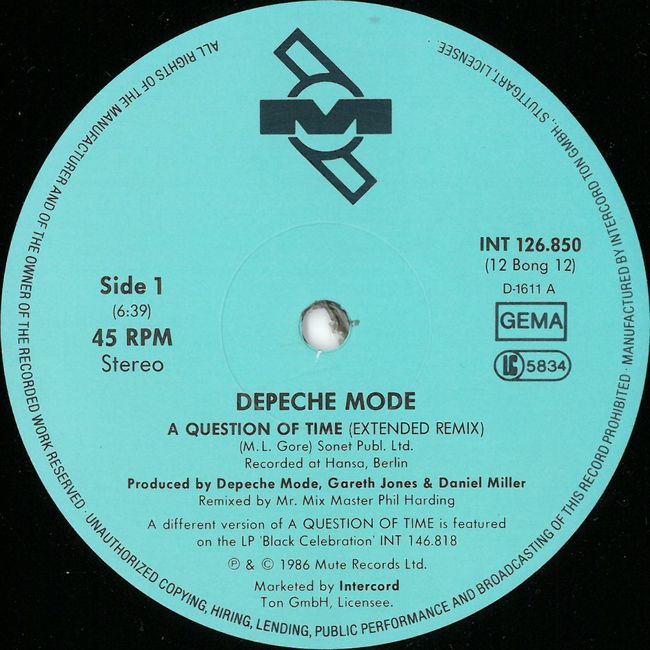 M
INT 126.850
(12 Bong 12)
D-1611 A
GEMA
LC 5834
Side 1
(6:39)
45 RPM
Stereo
DEPECHE MODE
A QUESTION OF TIME (EXTENDED REMIX)
(M.L. Gore) Sonet Publ. Ltd.
Recorded at Hansa, Berlin
Produced by Depeche Mode, Gareth Jones & Daniel Miller
Remixed by Mr. Mix Master Phil Harding
A different version of A QUESTION OF TIME is featured
on the LP 'Black Celebration' INT 146.818
℗ & © 1986 Mute Records Ltd.
Marketed by Intercord
Ton GmbH, Licensee.
ALL RIGHTS OF THE MANUFACTURER AND OF THE OWNER OF THE RECORDED WORK RESERVED · UNAUTHORIZED COPYING, HIRING, LENDING, PUBLIC PERFORMANCE AND BROADCASTING OF THIS RECORD PROHIBITED · MANUFACTURED BY INTERCORD TON GMBH., STUTTGART, LICENSEE.